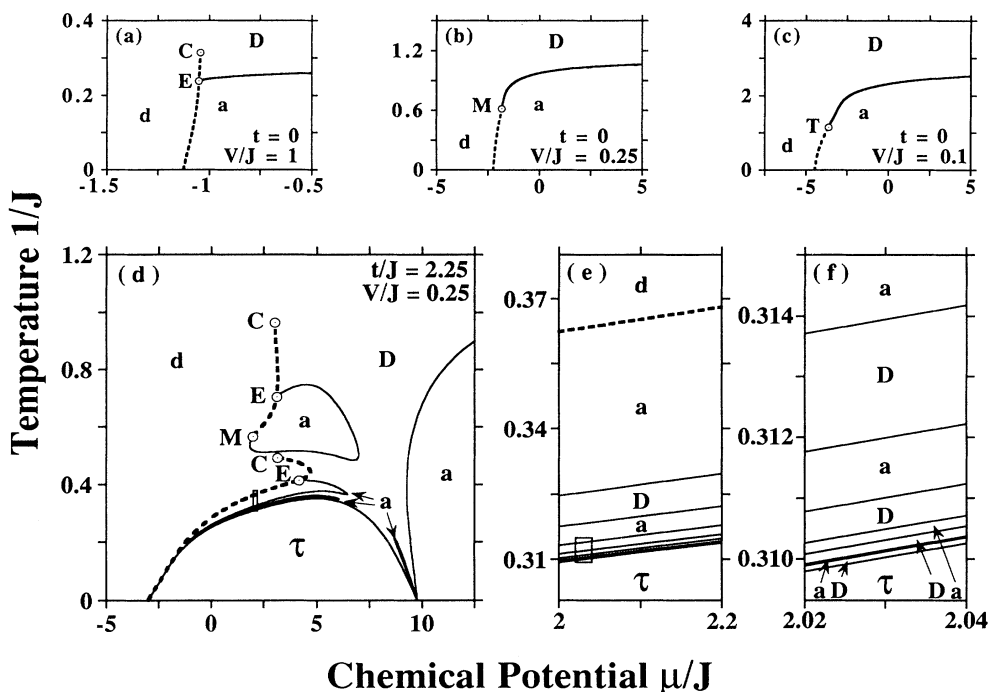 (a)
(b)
(c)
0.4
0.2
0
C
E
D
d
a
t = 0
V/J = 1
-1.5
-1
-0.5
1.2
0.6
0
D
M
a
d
t = 0
V/J = 0.25
-5
0
5
4
2
0
D
T
a
d
t = 0
V/J = 0.1
-5
0
5
Temperature 1/J
(d)
1.2
0.8
0.4
0
t/J = 2.25
V/J = 0.25
C
d
D
E
a
M
C
E
a
a
τ
-5
0
5
10
(e)
0.37
0.34
0.31
d
a
D
a
τ
2
2.2
(f)
0.314
0.312
0.310
a
D
a
D
a D
τ
D a
2.02
2.04
Chemical Potential μ/J